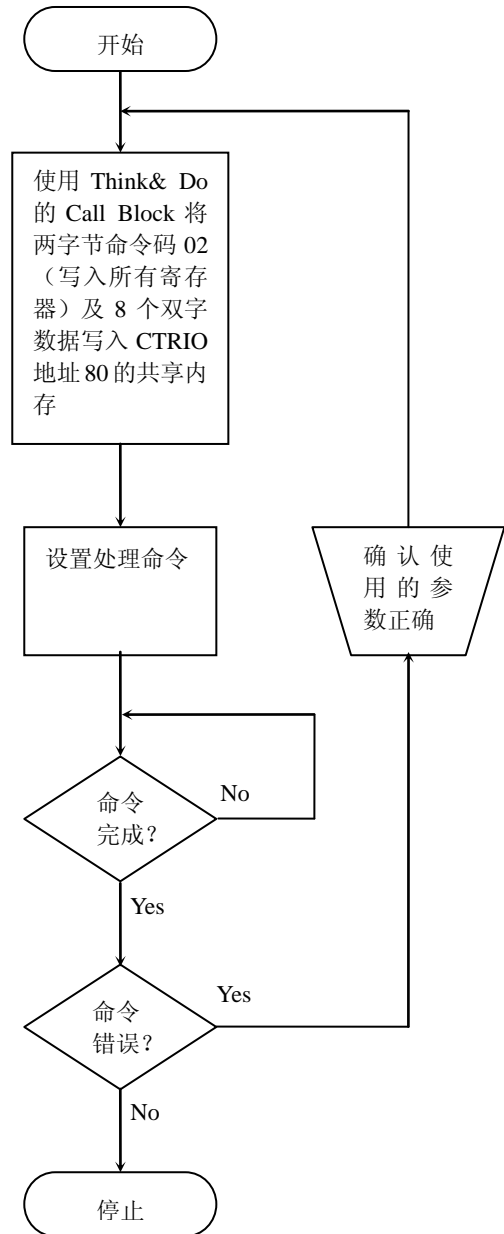 开始
使用 Think& Do
的 Call Block 将
两字节命令码 02
（写入所有寄存
器）及 8 个双字
数据写入 CTRIO
地址 80 的共享内
存
设置处理命令
确 认 使
用 的 参
数正确
命令
完成？
No
Yes
命令
错误？
Yes
No
停止